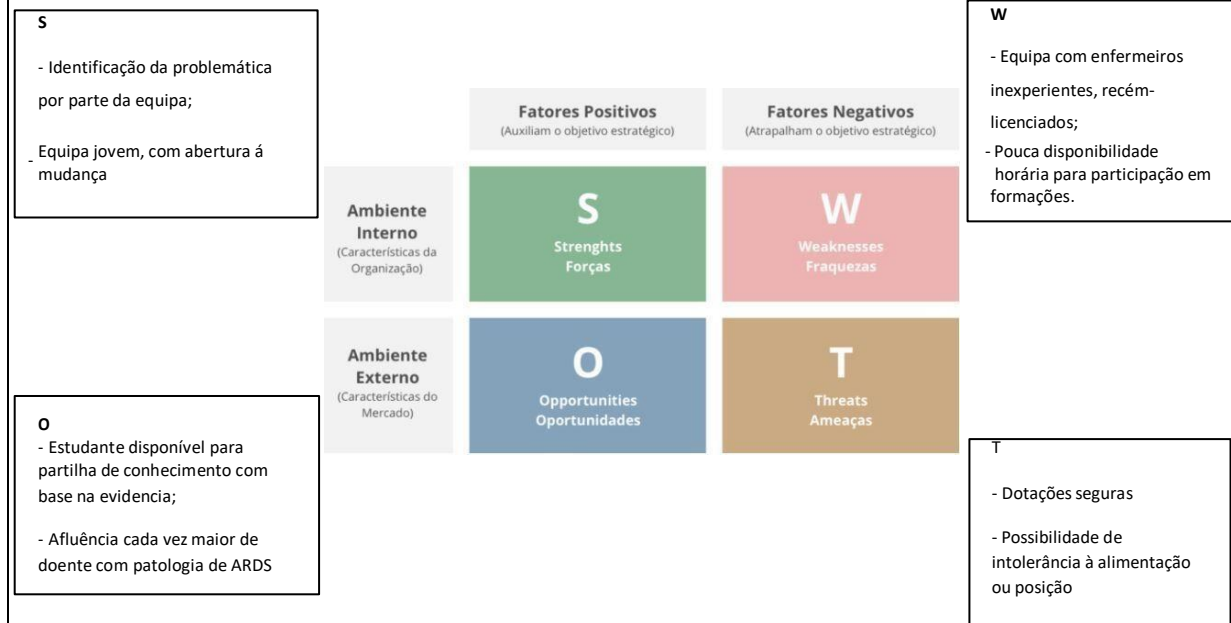 S
- Identificação da problemática
por parte da equipa;
- Equipa jovem, com abertura á
mudança
W
- Equipa com enfermeiros
inexperientes, recém-
licenciados;
- Pouca disponibilidade
horária para participação em
formações.
Fatores Positivos
(Auxiliam o objetivo estratégico)
Fatores Negativos
(Atrapalham o objetivo estratégico)
Ambiente
Interno
(Características da
Organização)
S
Strenghts
Forças
W
Weaknesses
Fraquezas
Ambiente
Externo
(Características do
Mercado)
O
Opportunities
Oportunidades
T
Threats
Ameaças
O
- Estudante disponível para
partilha de conhecimento com
base na evidencia;
- Afluência cada vez maior de
doente com patologia de ARDS
T
- Dotações seguras
- Possibilidade de
intolerância à alimentação
ou posição